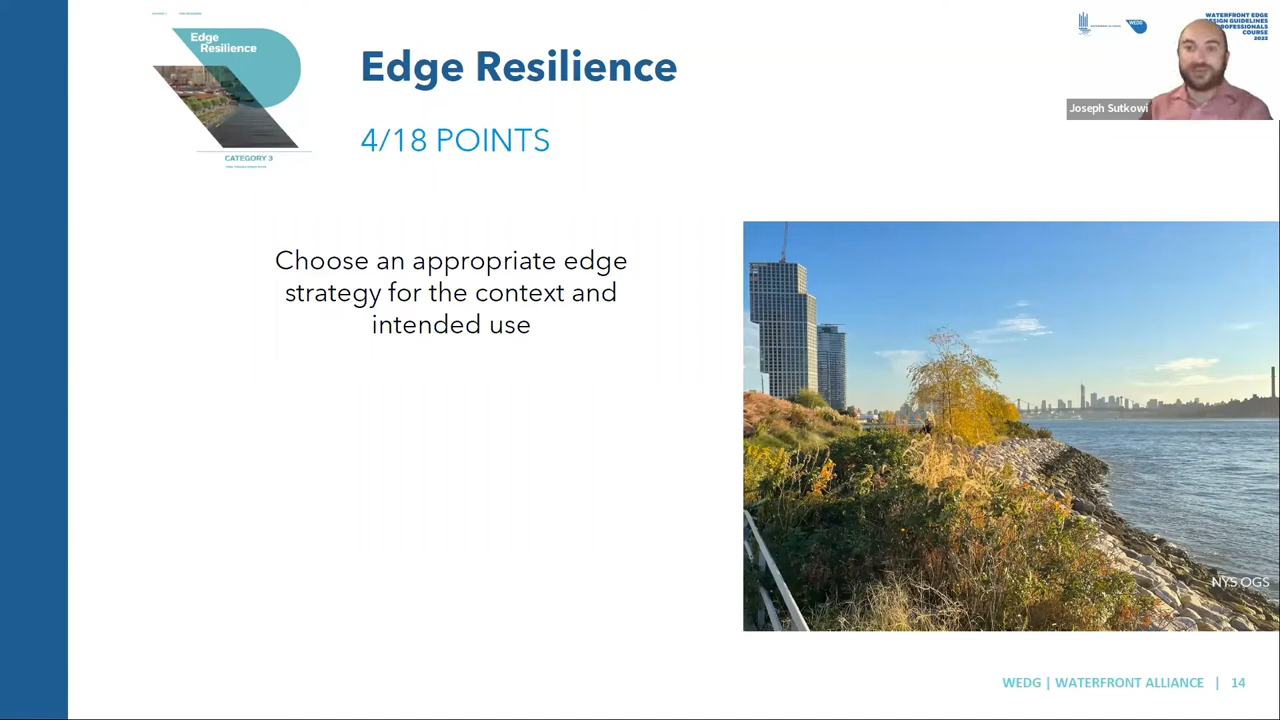 Edge
Resilience
CATEGORY 3
Edge Resilience
4/18 POINTS
WATERFRONT EDGE
DESIGN GUIDELINES
PROFESSIONALS
COURSE
2022
WEDG
Joseph Sutkowi
Choose an appropriate edge
strategy for the context and
intended use
NYS OGS
WEDG | WATERFRONT ALLIANCE | 14